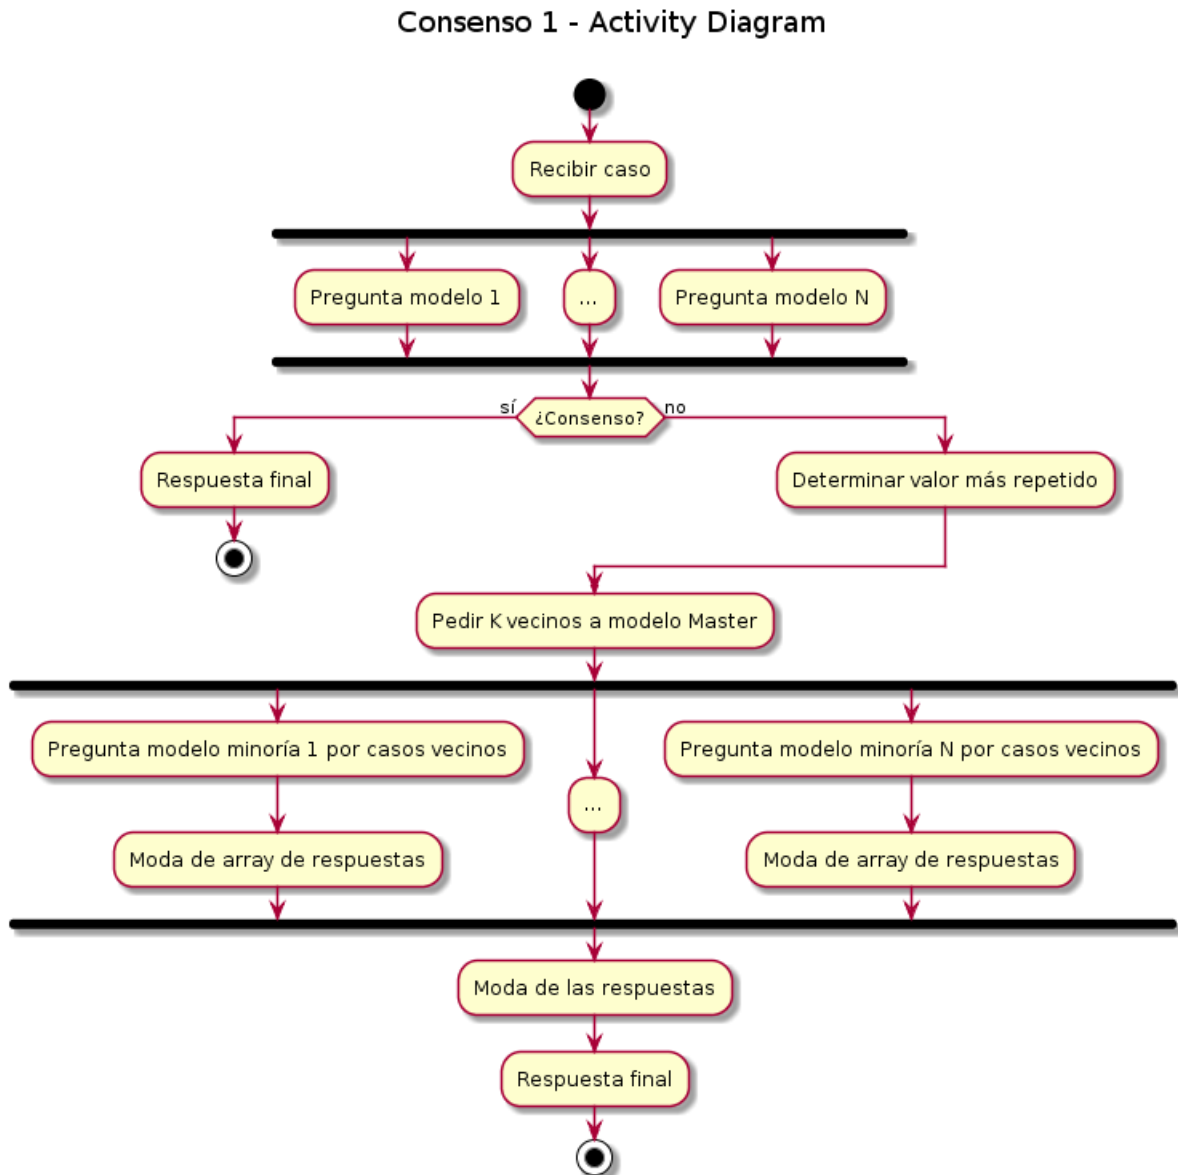 Consenso 1 - Activity Diagram
Recibir caso
Pregunta modelo 1
...
Pregunta modelo N
sí
¿Consenso?
no
Respuesta final
Determinar valor más repetido
Pedir K vecinos a modelo Master
Pregunta modelo minoría 1 por casos vecinos
Pregunta modelo minoría N por casos vecinos
...
Moda de array de respuestas
Moda de array de respuestas
Moda de las respuestas
Respuesta final